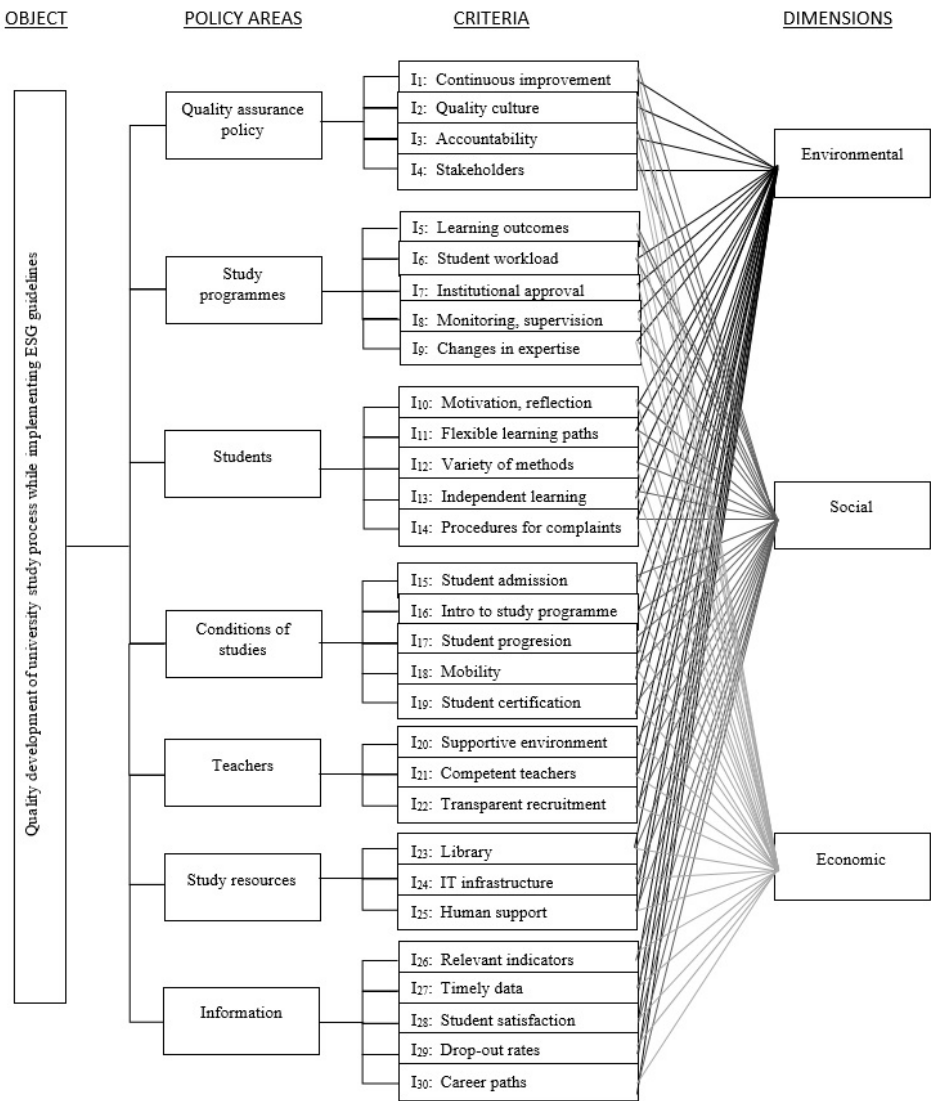 OBJECT
POLICY AREAS
CRITERIA
DIMENSIONS
Quality development of university study process while implementing ESG guidelines
Quality assurance
policy
I₁: Continuous improvement
I₂: Quality culture
I₃: Accountability
I₄: Stakeholders
Study
programmes
I₅: Learning outcomes
I₆: Student workload
I₇: Institutional approval
I₈: Monitoring, supervision
I₉: Changes in expertise
Students
I₁₀: Motivation, reflection
I₁₁: Flexible learning paths
I₁₂: Variety of methods
I₁₃: Independent learning
I₁₄: Procedures for complaints
Conditions of
studies
I₁₅: Student admission
I₁₆: Intro to study programme
I₁₇: Student progresion
I₁₈: Mobility
I₁₉: Student certification
Teachers
I₂₀: Supportive environment
I₂₁: Competent teachers
I₂₂: Transparent recruitment
Study resources
I₂₃: Library
I₂₄: IT infrastructure
I₂₅: Human support
Information
I₂₆: Relevant indicators
I₂₇: Timely data
I₂₈: Student satisfaction
I₂₉: Drop-out rates
I₃₀: Career paths
Environmental
Social
Economic